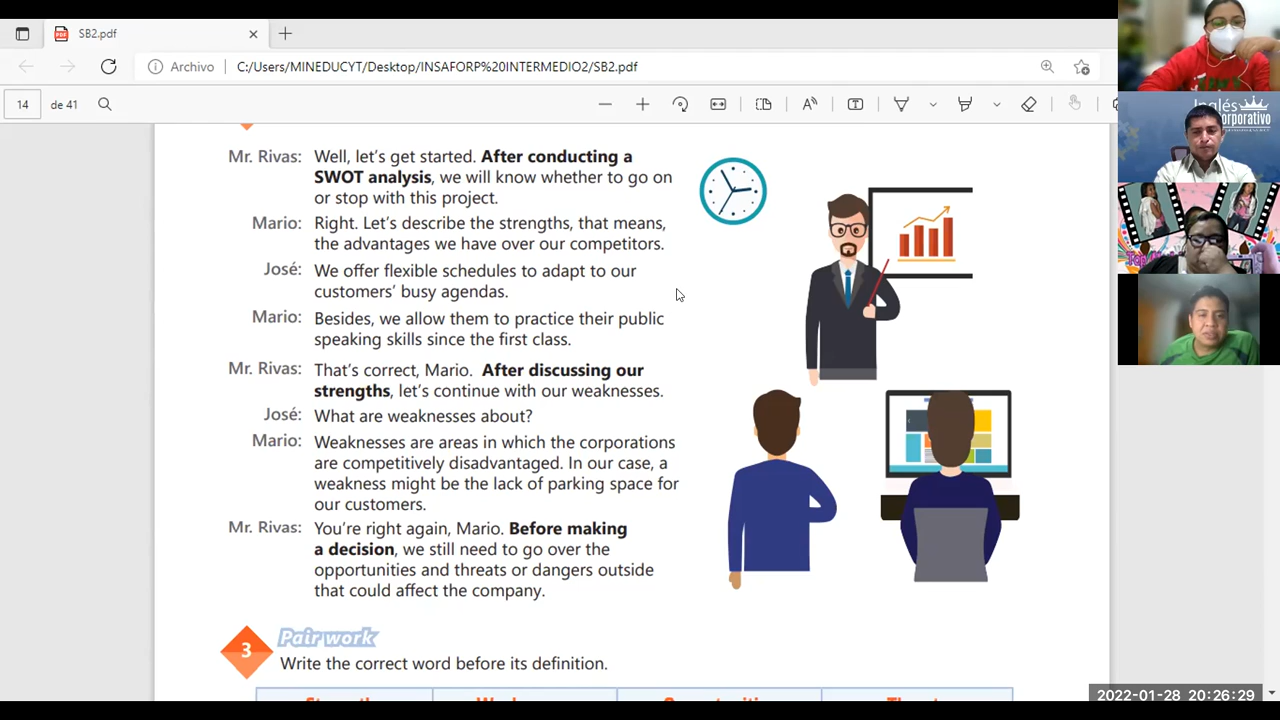 SB2.pdf
Archivo C:/Users/MINEDUCYT/Desktop/INSAFORP%20INTERMEDIO2/SB2.pdf
14 de 41
Inglés
Corporativo
Mr. Rivas: Well, let's get started. After conducting a
SWOT analysis, we will know whether to go on
or stop with this project.
Mario: Right. Let's describe the strengths, that means,
the advantages we have over our competitors.
José: We offer flexible schedules to adapt to our
customers' busy agendas.
Mario: Besides, we allow them to practice their public
speaking skills since the first class.
Mr. Rivas: That's correct, Mario. After discussing our
strengths, let's continue with our weaknesses.
José: What are weaknesses about?
Mario: Weaknesses are areas in which the corporations
are competitively disadvantaged. In our case, a
weakness might be the lack of parking space for
our customers.
Mr. Rivas: You're right again, Mario. Before making
a decision, we still need to go over the
opportunities and threats or dangers outside
that could affect the company.
3 Pair work
Write the correct word before its definition.
2022-01-28 20:26:29